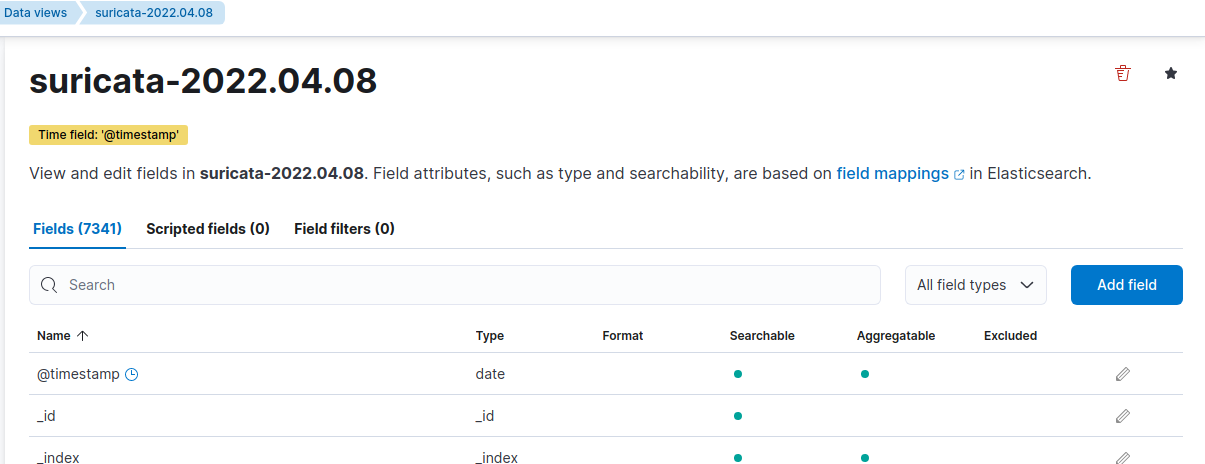 Data views suricata-2022.04.08
suricata-2022.04.08
Time field: '@timestamp'
View and edit fields in suricata-2022.04.08. Field attributes, such as type and searchability, are based on field mappings in Elasticsearch.
Fields (7341) Scripted fields (0) Field filters (0)
Search All field types Add field
Name Type Format Searchable Aggregatable Excluded
@timestamp date
_id _id
_index _index